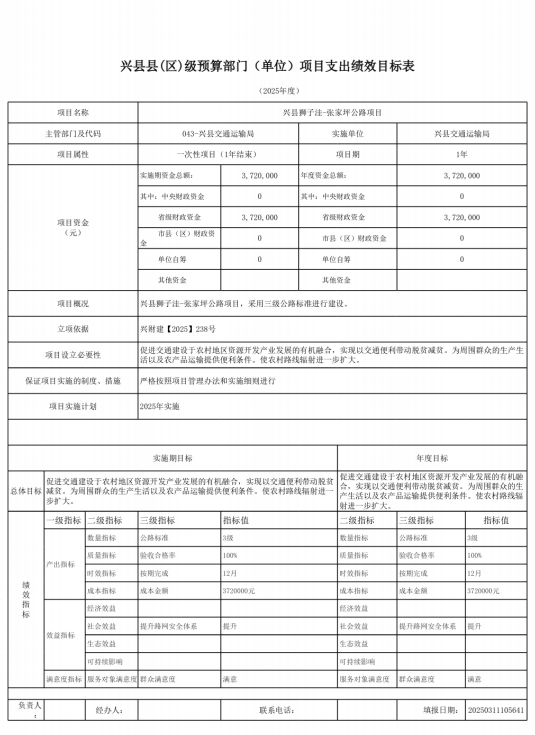 兴县县(区)级预算部门（单位）项目支出绩效目标表
（2025年度）
项目名称 兴县狮子洼-张家坪公路项目
主管部门及代码 043-兴县交通运输局 实施单位 兴县交通运输局
项目属性 一次性项目（1年结束） 项目期 1年
项目资金
（元）
实施期资金总额： 3,720,000 年度资金总额： 3,720,000
其中：中央财政资金 0 其中：中央财政资金 0
省级财政资金 3,720,000 省级财政资金 3,720,000
市县（区）财政资金 0 市县（区）财政资金 0
单位自筹 0 单位自筹 0
其他资金 其他资金
项目概况 兴县狮子洼-张家坪公路项目，采用三级公路标准进行建设。
立项依据 兴财建【2025】238号
项目设立必要性
促进交通建设于农村地区资源开发产业发展的有机融合，实现以交通便利带动脱贫减贫。为周围群众的生产生
活以及农产品运输提供便利条件。使农村路线辐射进一步扩大。
保证项目实施的制度、措施 严格按照项目管理办法和实施细则进行
项目实施计划 2025年实施
实施期目标 年度目标
总体目标
促进交通建设于农村地区资源开发产业发展的有机融合，实现以交通便利带动脱贫
减贫。为周围群众的生产生活以及农产品运输提供便利条件。使农村路线辐射进一
步扩大。
促进交通建设于农村地区资源开发产业发展的有机融
合，实现以交通便利带动脱贫减贫。为周围群众的生
产生活以及农产品运输提供便利条件。使农村路线辐
射进一步扩大。
绩效指标
一级指标 二级指标 三级指标 指标值 二级指标 三级指标 指标值
产出指标
数量指标 公路标准 3级 数量指标 公路标准 3级
质量指标 验收合格率 100% 质量指标 验收合格率 100%
时效指标 按期完成 12月 时效指标 按期完成 12月
成本指标 成本金额 3720000元 成本指标 成本金额 3720000元
效益指标
经济效益 经济效益
社会效益 提升路网安全体系 提升 社会效益 提升路网安全体系 提升
生态效益 生态效益
可持续影响 可持续影响
满意度指标 服务对象满意度 群众满意度 满意 服务对象满意度 群众满意度 满意
负责人： 经办人： 联系电话： 填报日期： 20250311105641